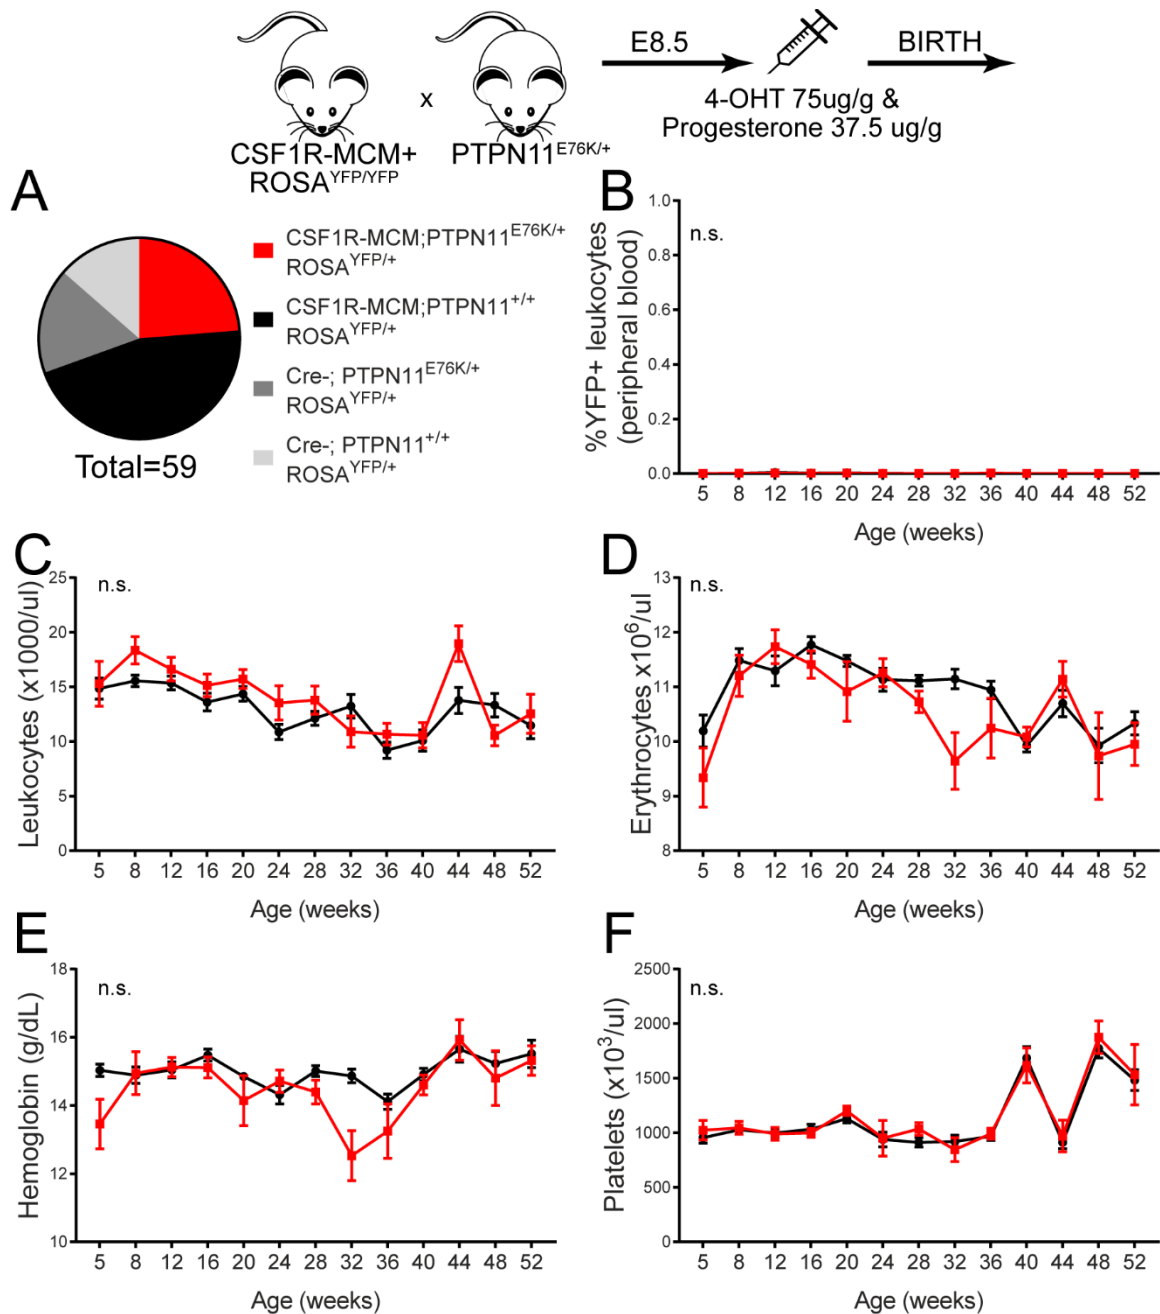 E8.5
BIRTH
x
4-OHT 75ug/g &
Progesterone 37.5 ug/g
CSF1R-MCM+
ROSA^YFP/YFP
PTPN11^E76K/+
A
CSF1R-MCM;PTPN11^E76K/+
ROSA^YFP/+
CSF1R-MCM;PTPN11^+/+
ROSA^YFP/+
Cre-; PTPN11^E76K/+
ROSA^YFP/+
Cre-; PTPN11^+/+
ROSA^YFP/+
Total=59
B
%YFP+ leukocytes
(peripheral blood)
n.s.
1.0
0.8
0.6
0.4
0.2
0.0
5 8 12 16 20 24 28 32 36 40 44 48 52
Age (weeks)
C
Leukocytes (x1000/ul)
n.s.
25
20
15
10
5
0
5 8 12 16 20 24 28 32 36 40 44 48 52
Age (weeks)
D
Erythrocytes x10^6/ul
n.s.
13
12
11
10
9
8
5 8 12 16 20 24 28 32 36 40 44 48 52
Age (weeks)
E
Hemoglobin (g/dL)
n.s.
18
16
14
12
10
5 8 12 16 20 24 28 32 36 40 44 48 52
Age (weeks)
F
Platelets (x10^3/ul)
n.s.
2500
2000
1500
1000
500
0
5 8 12 16 20 24 28 32 36 40 44 48 52
Age (weeks)